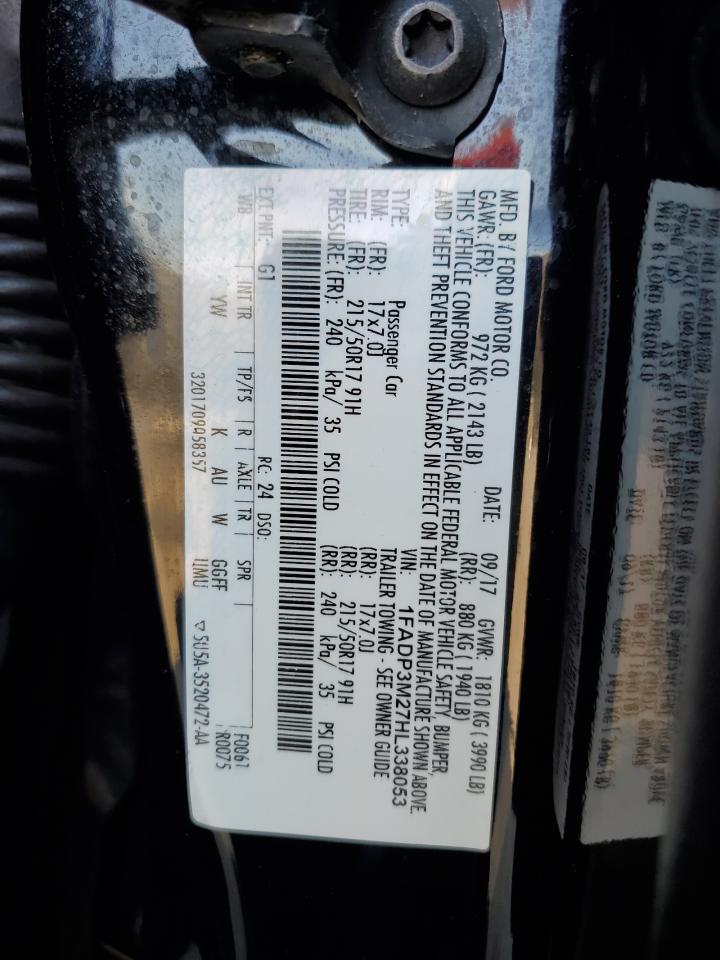 MFD. BY FORD MOTOR CO. DATE: 09/17 GVWR: 1810 KG ( 3990 LB)
GAWR: (FR): 972 KG ( 2143 LB) (RR): 880 KG ( 1940 LB)
THIS VEHICLE CONFORMS TO ALL APPLICABLE FEDERAL MOTOR VEHICLE SAFETY, BUMPER,
AND THEFT PREVENTION STANDARDS IN EFFECT ON THE DATE OF MANUFACTURE SHOWN ABOVE.
VIN: 1FADP3M27HL338053
TYPE: Passenger Car TRAILER TOWING - SEE OWNER GUIDE
RIM: (FR): 17x7.0J (RR): 17x7.0J
TIRE: (FR): 215/50R17 91H (RR): 215/50R17 91H
PRESSURE: (FR): 240 kPa/ 35 PSI COLD (RR): 240 kPa/ 35 PSI COLD
EXT PNT: G1 RC: 24 DSO: F0061
WB INT TR TP/PS R AXLE TR SPR R0075
YW K AU W GGFF
3201709958357 UMU ▽ 5U5A-3520472-AA